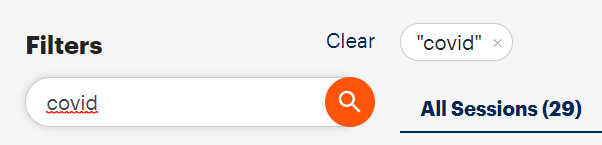 Filters
Clear
covid
"covid" ×
All Sessions (29)